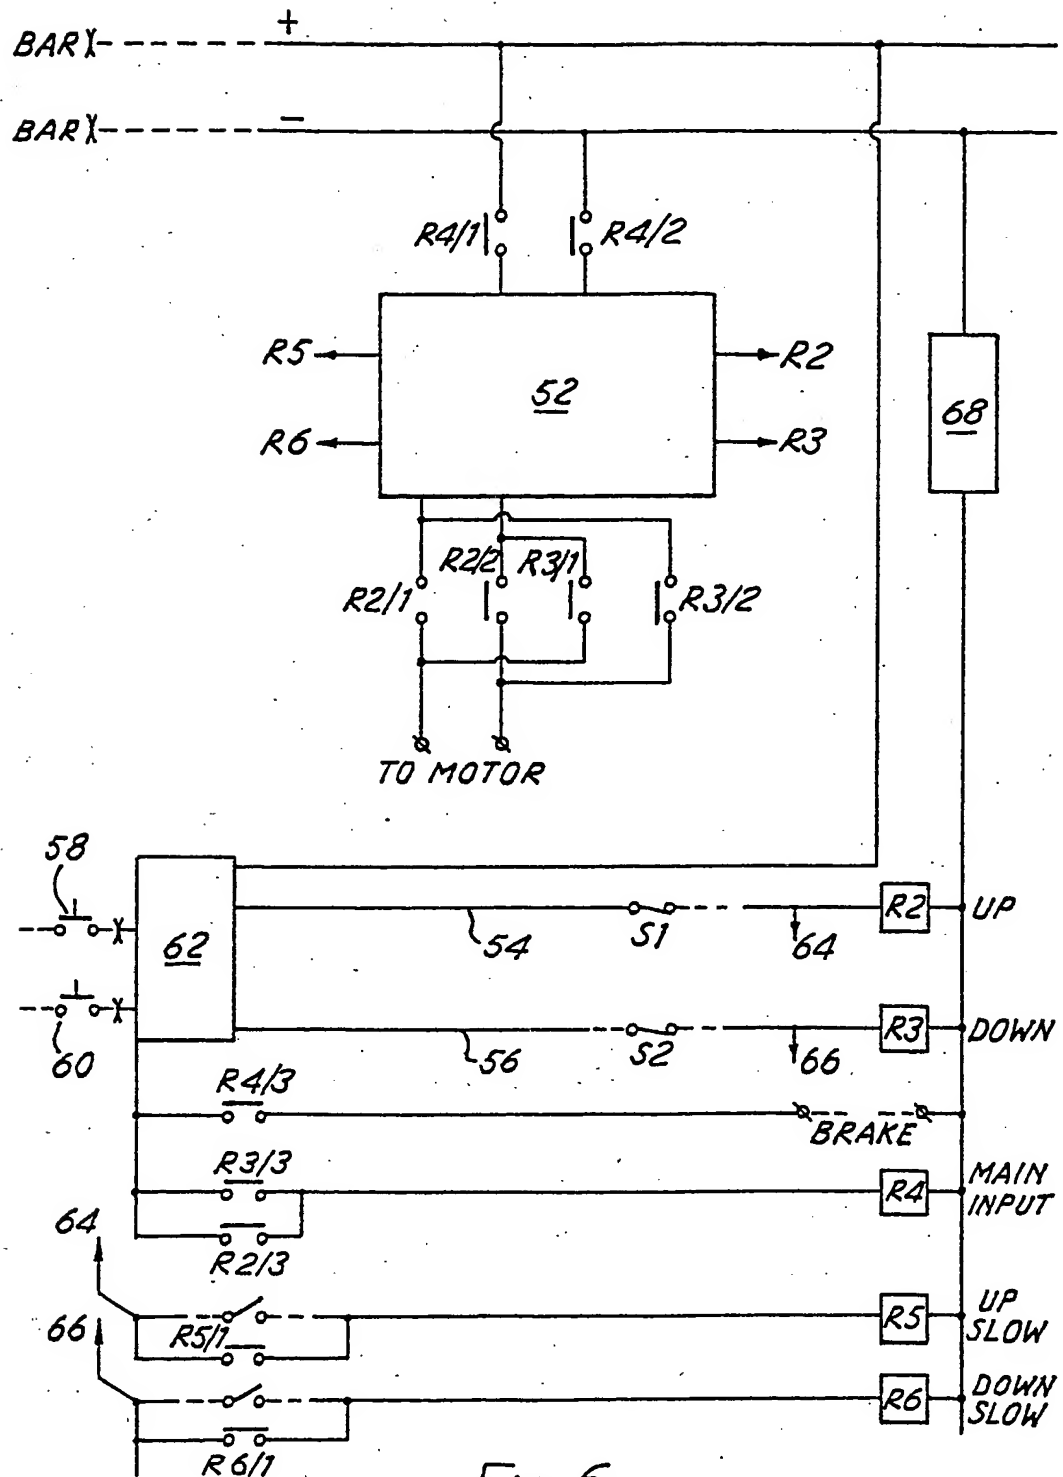 +
BAR
-
BAR
R4/1 R4/2
R5 R2
52
68
R6 R3
R2/2 R3/1
R2/1 R3/2
TO MOTOR
58
R2 UP
62
54 S1 64
R3 DOWN
60 56 S2 66
R4/3
BRAKE
R3/3
MAIN
INPUT
R4
64
R2/3
UP
SLOW
R5
66
R5/1
DOWN
SLOW
R6
R6/1